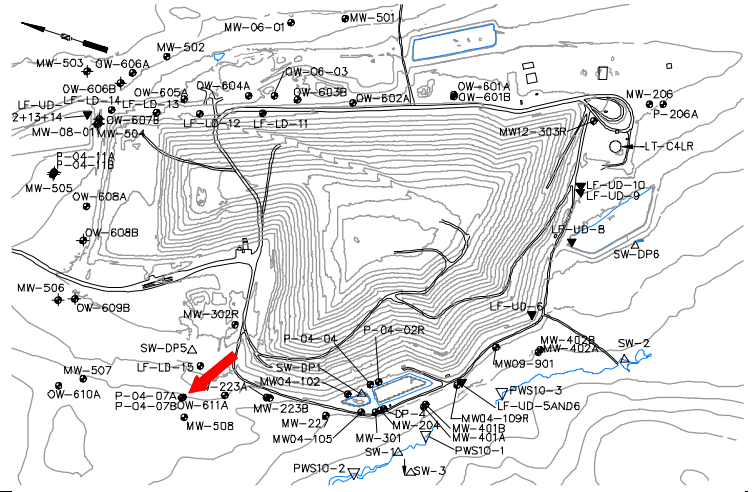 MW-06-01
MW-501
MW-502
MW-503
OW-606A
OW-606B
OW-605A
OW-604A
OW-06-03
OW-603B
OW-602A
OW-601A
OW-601B
MW-206
P-206A
LF-UD-
2+13+14
LF-LD-14
LF-LD-13
OW-607B
MW-08-01
MW-504
LF-LD-12
LF-LD-11
MW12-303R
LT-C4LR
P-04-11A
P-04-11B
MW-505
OW-608A
OW-608B
LF-UD-10
LF-UD-9
LF-UD-8
SW-DP6
MW-506
OW-609B
MW-302R
LF-UD-6
P-04-04
P-04-02R
SW-DP5
LF-LD-15
SW-DP1
MW04-102
MW-402B
MW-402A
SW-2
MW09-901
MW-507
OW-610A
P-04-07A
P-04-07B
223A
OW-611A
MW-508
MW-223B
MW-227
MW04-105
MW-301
DP-4
MW-204
MW-401B
MW-401A
MW04-109R
LF-UD-5AND6
PWS10-3
PWS10-1
SW-1
SW-3
PWS10-2